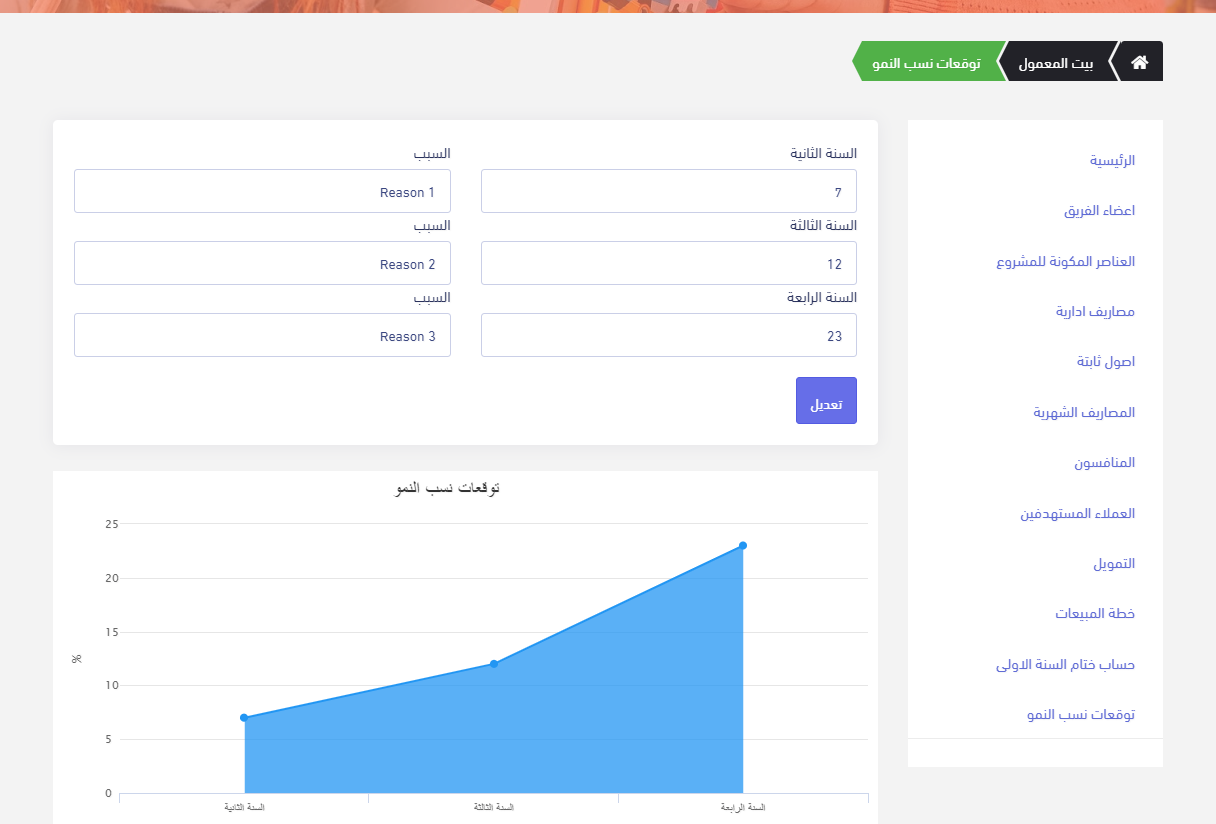 بيت المعمول
توقعات نسب النمو
الرئيسية
اعضاء الفريق
العناصر المكونة للمشروع
مصاريف ادارية
اصول ثابتة
المصاريف الشهرية
المنافسون
العملاء المستهدفين
التمويل
خطة المبيعات
حساب ختام السنة الاولى
توقعات نسب النمو
السنة الثانية
7
السبب
Reason 1
السنة الثالثة
12
السبب
Reason 2
السنة الرابعة
23
السبب
Reason 3
تعديل
توقعات نسب النمو
%
25
20
15
10
5
0
السنة الثانية
السنة الثالثة
السنة الرابعة